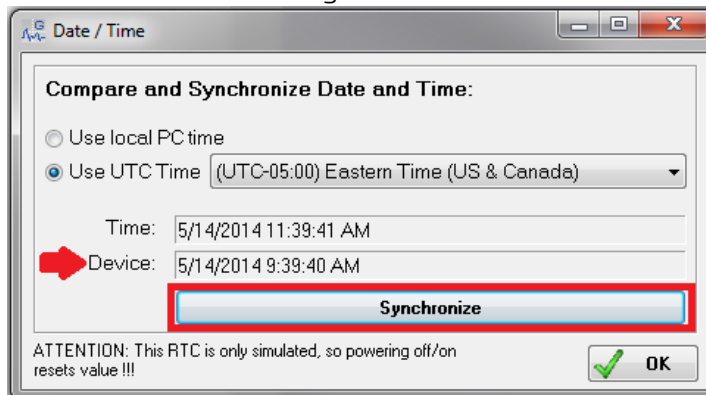 Date / Time
Compare and Synchronize Date and Time:
Use local PC time
Use UTC Time (UTC-05:00) Eastern Time (US & Canada)
Time: 5/14/2014 11:39:41 AM
Device: 5/14/2014 9:39:40 AM
Synchronize
ATTENTION: This RTC is only simulated, so powering off/on
resets value !!!
OK